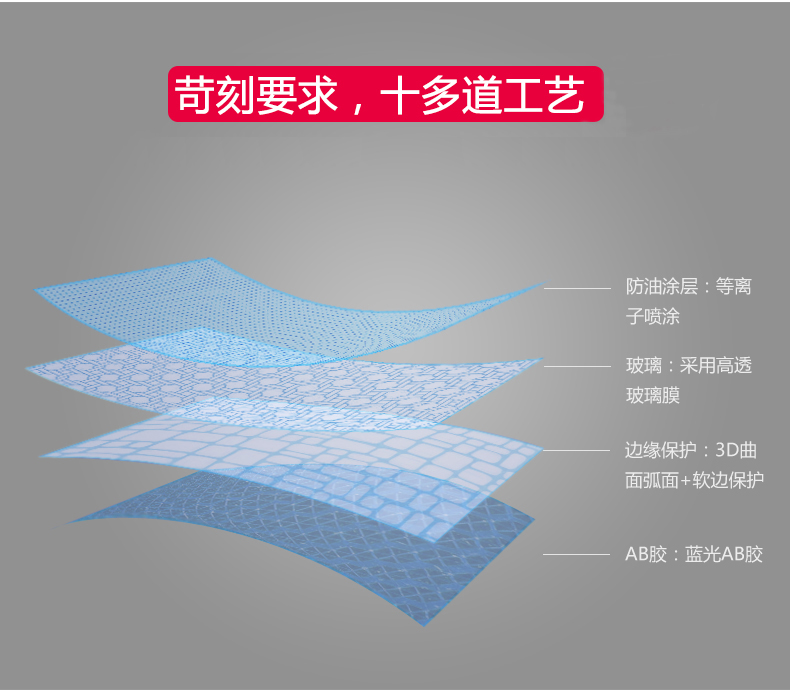 苛刻要求，十多道工艺
防油涂层：等离
子喷涂
玻璃：采用高透
玻璃膜
边缘保护：3D曲
面弧面+软边保护
AB胶：蓝光AB胶